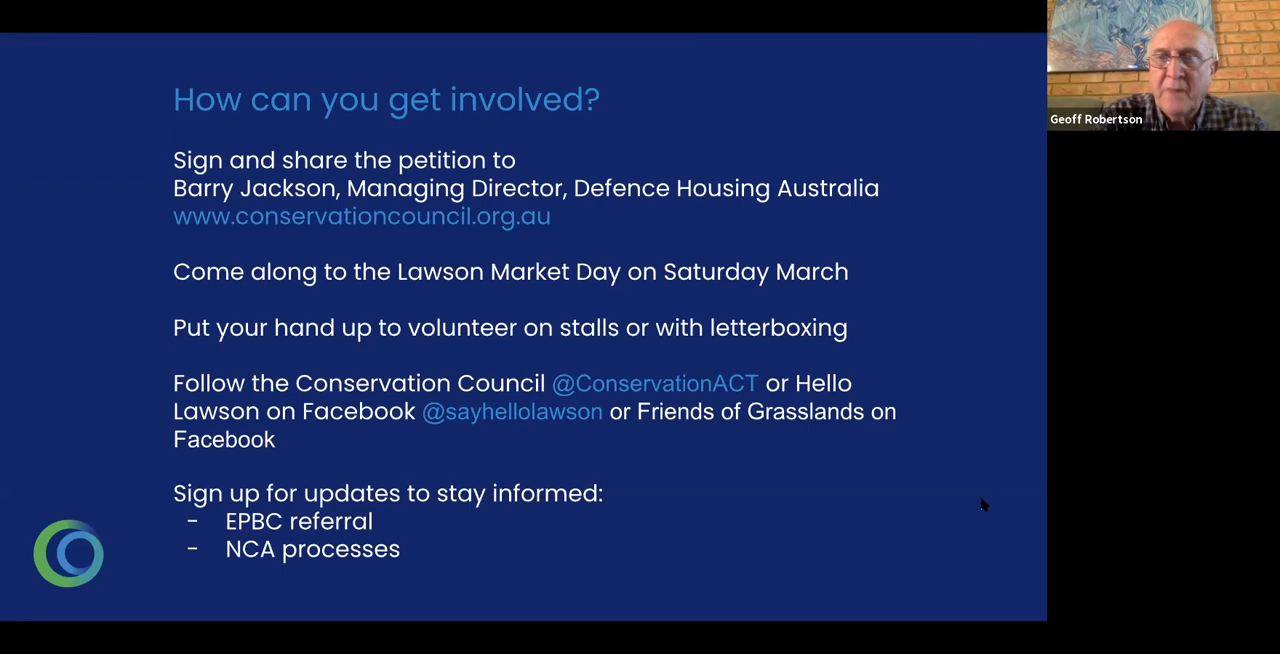 How can you get involved?
Sign and share the petition to
Barry Jackson, Managing Director, Defence Housing Australia
www.conservationcouncil.org.au
Come along to the Lawson Market Day on Saturday March
Put your hand up to volunteer on stalls or with letterboxing
Follow the Conservation Council @ConservationACT or Hello
Lawson on Facebook @sayhellolawson or Friends of Grasslands on
Facebook
Sign up for updates to stay informed:
- EPBC referral
- NCA processes
Geoff Robertson